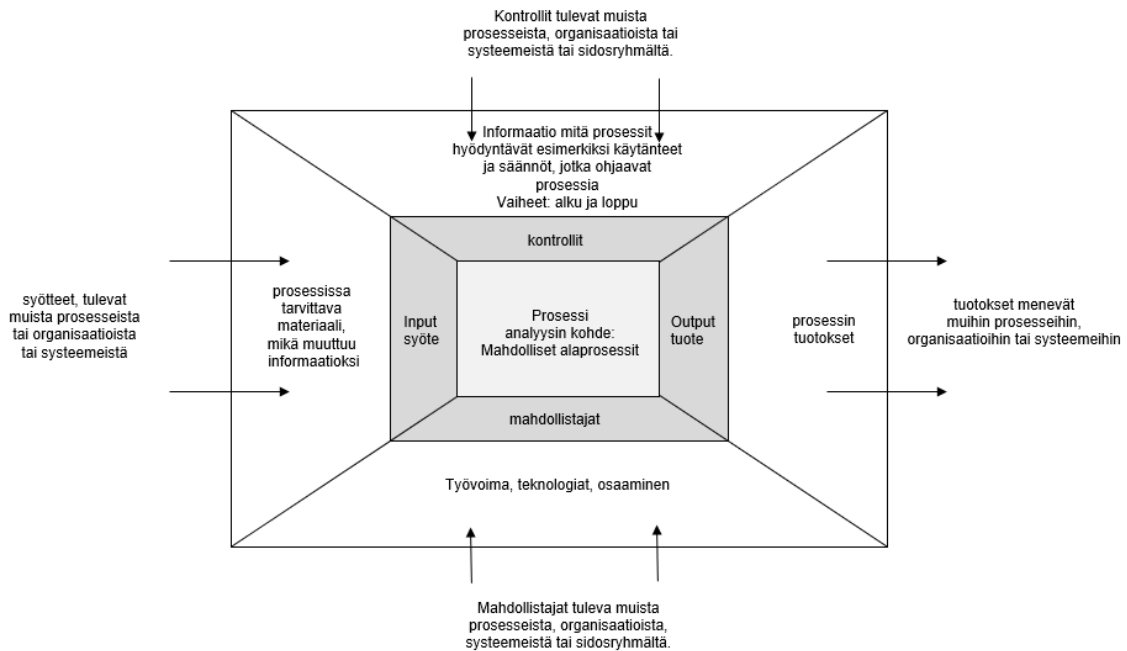 Kontrollit tulevat muista
prosesseista, organisaatioista tai
systeemeistä tai sidosryhmältä.
Informaatio mitä prosessit
hyödyntävät esimerkiksi käytänteet
ja säännöt, jotka ohjaavat
prosessia
Vaiheet: alku ja loppu
kontrollit
syötteet, tulevat
muista prosesseista
tai organisaatioista
tai systeemeistä
prosessissa
tarvittava
materiaali,
mikä muuttuu
informaatioksi
Input
syöte
Prosessi
analyysin kohde:
Mahdolliset alaprosessit
Output
tuote
prosessin
tuotokset
tuotokset menevät
muihin prosesseihin,
organisaatioihin tai systeemeihin
mahdollistajat
Työvoima, teknologiat, osaaminen
Mahdollistajat tuleva muista
prosesseista, organisaatioista,
systeemeistä tai sidosryhmältä.